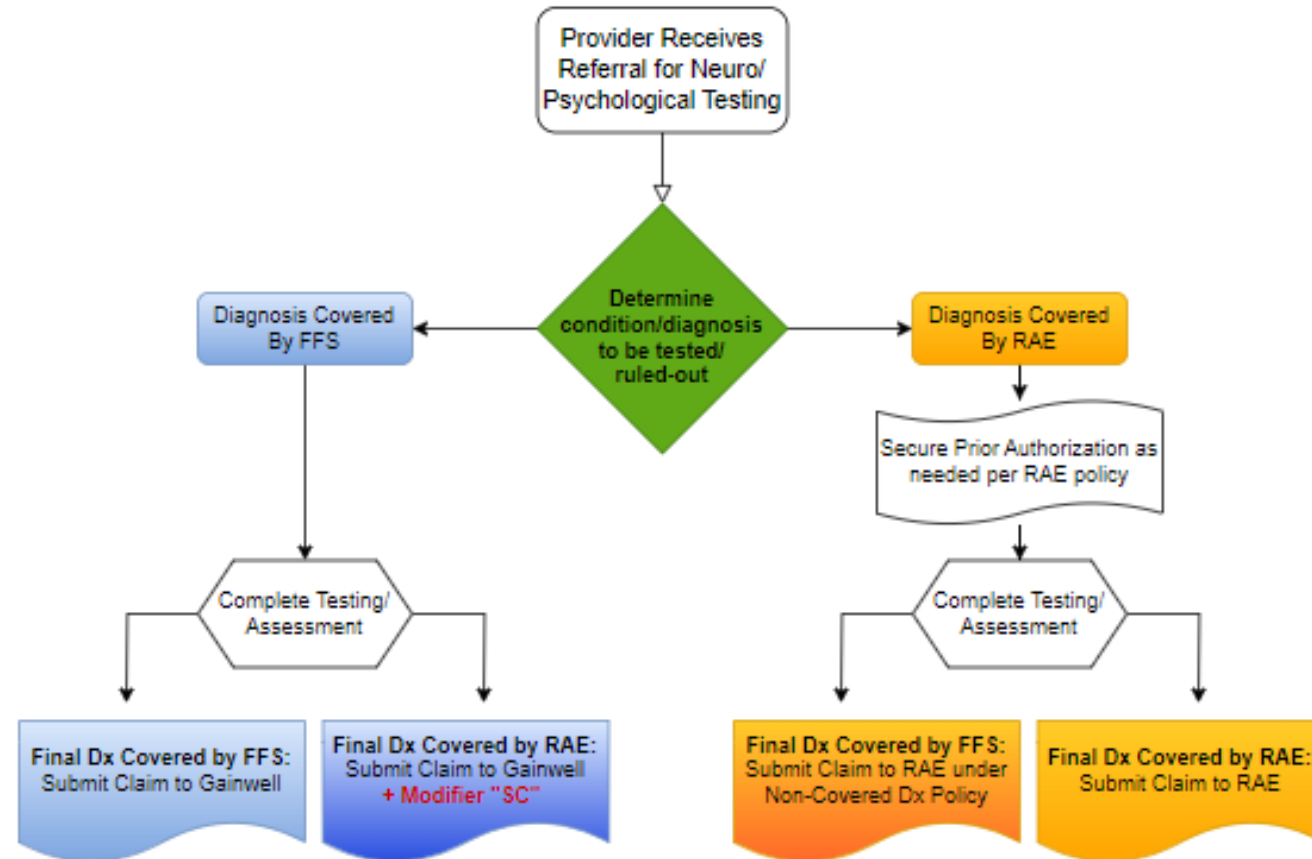 Provider Receives
Referral for Neuro/
Psychological Testing
Diagnosis Covered
By FFS
Determine
condition/diagnosis
to be tested/
ruled-out
Diagnosis Covered
By RAE
Secure Prior Authorization as
needed per RAE policy
Complete Testing/
Assessment
Complete Testing/
Assessment
Final Dx Covered by FFS:
Submit Claim to Gainwell
Final Dx Covered by RAE:
Submit Claim to Gainwell
+ Modifier "SC"
Final Dx Covered by FFS:
Submit Claim to RAE under
Non-Covered Dx Policy
Final Dx Covered by RAE:
Submit Claim to RAE